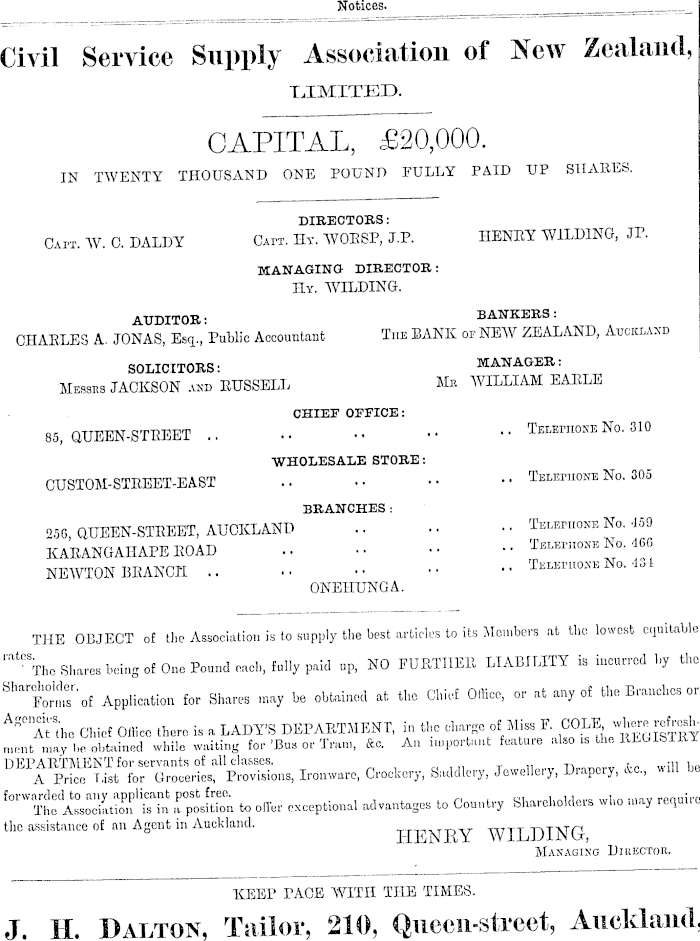 Notices.
Civil Service Supply Association of New Zealand,
LIMITED.
CAPITAL, £20,000.
IN TWENTY THOUSAND ONE POUND FULLY PAID UP SHARES.
DIRECTORS:
CAPT. W. C. DALDY CAPT. HY. WORSP, J.P. HENRY WILDING, JP.
MANAGING DIRECTOR:
HY. WILDING.
AUDITOR: BANKERS:
CHARLES A. JONAS, Esq., Public Accountant THE BANK OF NEW ZEALAND, AUCKLAND
SOLICITORS: MANAGER:
MESSRS JACKSON AND RUSSELL MR WILLIAM EARLE
CHIEF OFFICE:
85, QUEEN-STREET .. .. .. .. .. TELEPHONE No. 310
WHOLESALE STORE:
CUSTOM-STREET-EAST .. .. .. .. TELEPHONE No. 305
BRANCHES:
256, QUEEN-STREET, AUCKLAND .. .. .. TELEPHONE No. 459
KARANGAHAPE ROAD .. .. .. .. TELEPHONE No. 466
NEWTON BRANCH .. .. .. .. .. TELEPHONE No. 434
ONEHUNGA.
THE OBJECT of the Association is to supply the best articles to its Members at the lowest equitable
rates.
The Shares being of One Pound each, fully paid up, NO FURTHER LIABILITY is incurred by the
Shareholder.
Forms of Application for Shares may be obtained at the Chief Office, or at any of the Branches or
Agencies.
At the Chief Office there is a LADY'S DEPARTMENT, in the charge of Miss F. COLE, where refresh-
ment may be obtained while waiting for 'Bus or Tram, &c. An important feature also is the REGISTRY
DEPARTMENT for servants of all classes.
A Price List for Groceries, Provisions, Ironware, Crockery, Saddlery, Jewellery, Drapery, &c., will be
forwarded to any applicant post free.
The Association is in a position to offer exceptional advantages to Country Shareholders who may require
the assistance of an Agent in Auckland.
HENRY WILDING,
MANAGING DIRECTOR.
KEEP PACE WITH THE TIMES.
J. H. DALTON, Tailor, 210, Queen-street, Auckland.